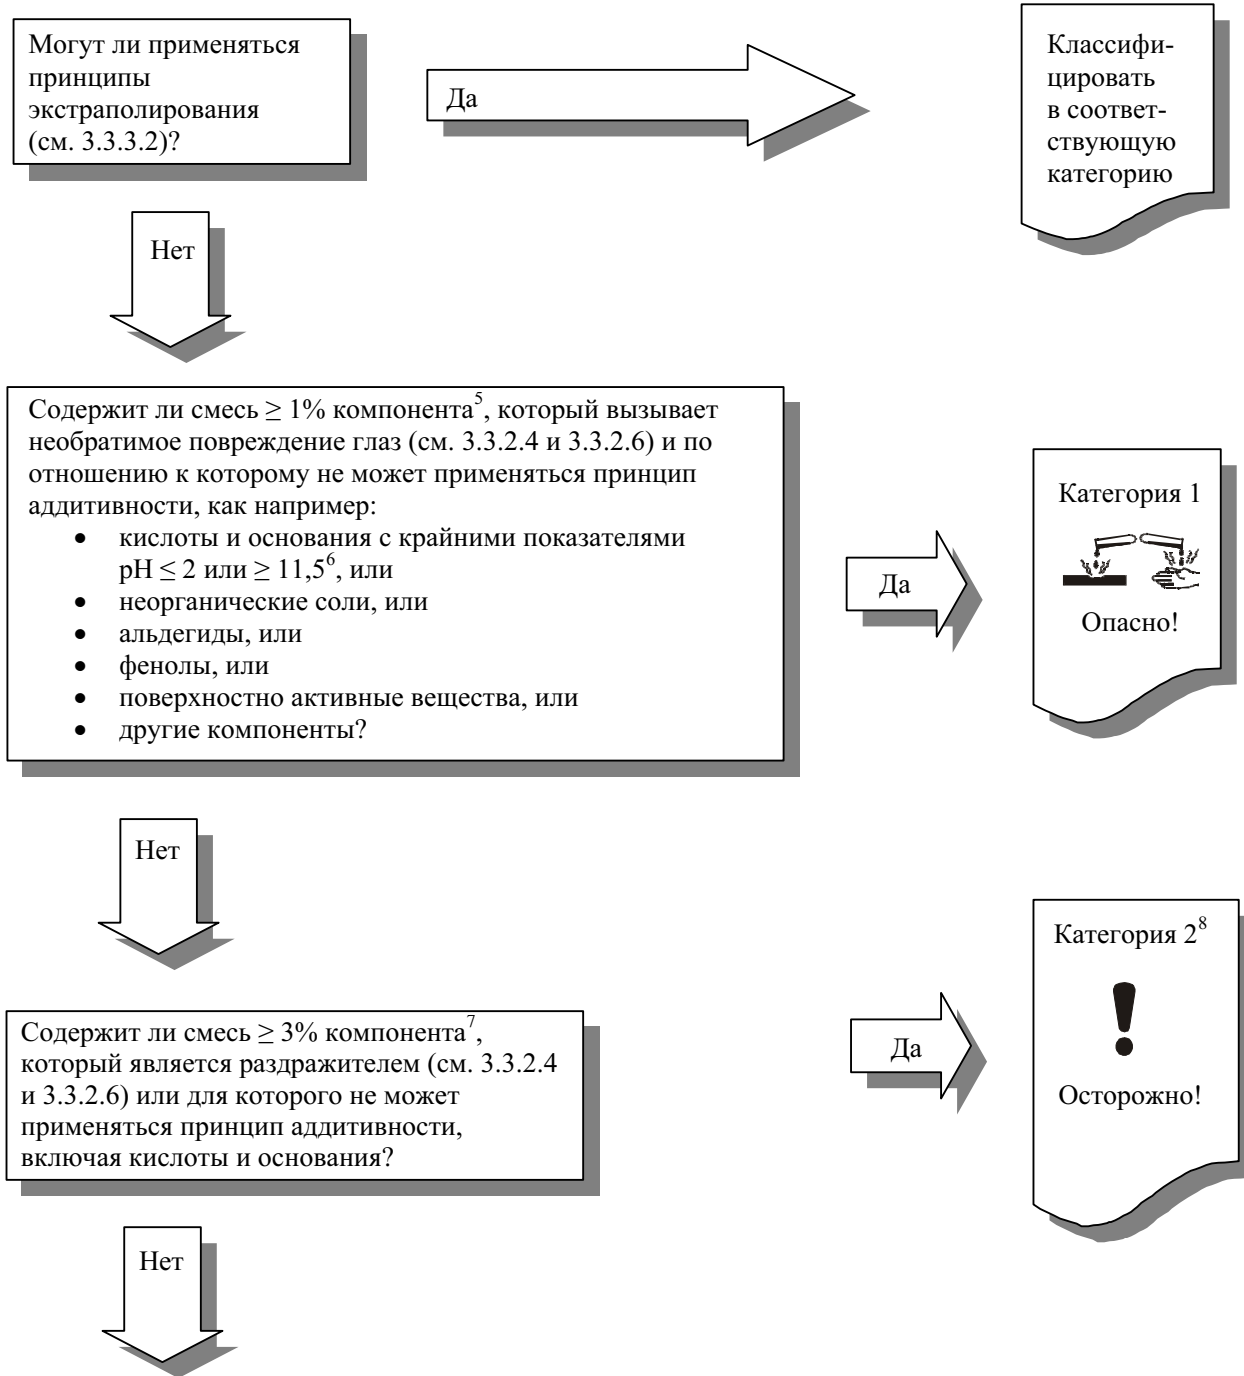 Могут ли применяться
принципы
экстраполирования
(см. 3.3.3.2)?
Да
Классифи-
цировать
в соответ-
ствующую
категорию
Нет
Содержит ли смесь ≥ 1% компонента⁵, который вызывает
необратимое повреждение глаз (см. 3.3.2.4 и 3.3.2.6) и по
отношению к которому не может применяться принцип
аддитивности, как например:
• кислоты и основания с крайними показателями
pH ≤ 2 или ≥ 11,5⁶, или
• неорганические соли, или
• альдегиды, или
• фенолы, или
• поверхностно активные вещества, или
• другие компоненты?
Да
Категория 1
Опасно!
Нет
Содержит ли смесь ≥ 3% компонента⁷,
который является раздражителем (см. 3.3.2.4
и 3.3.2.6) или для которого не может
применяться принцип аддитивности,
включая кислоты и основания?
Да
Категория 2⁸
Осторожно!
Нет